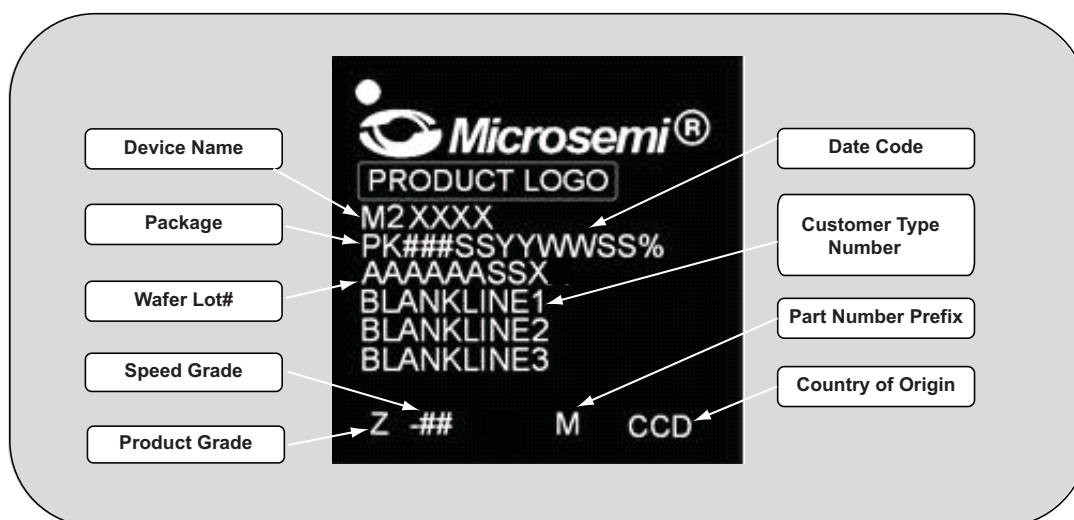 Microsemi®
PRODUCT LOGO
M2XXXX
PK###SSYYWWSS%
AAAAAASSX
BLANKLINE1
BLANKLINE2
BLANKLINE3
Z -## M CCD
Device Name
Package
Wafer Lot#
Speed Grade
Product Grade
Date Code
Customer Type
Number
Part Number Prefix
Country of Origin